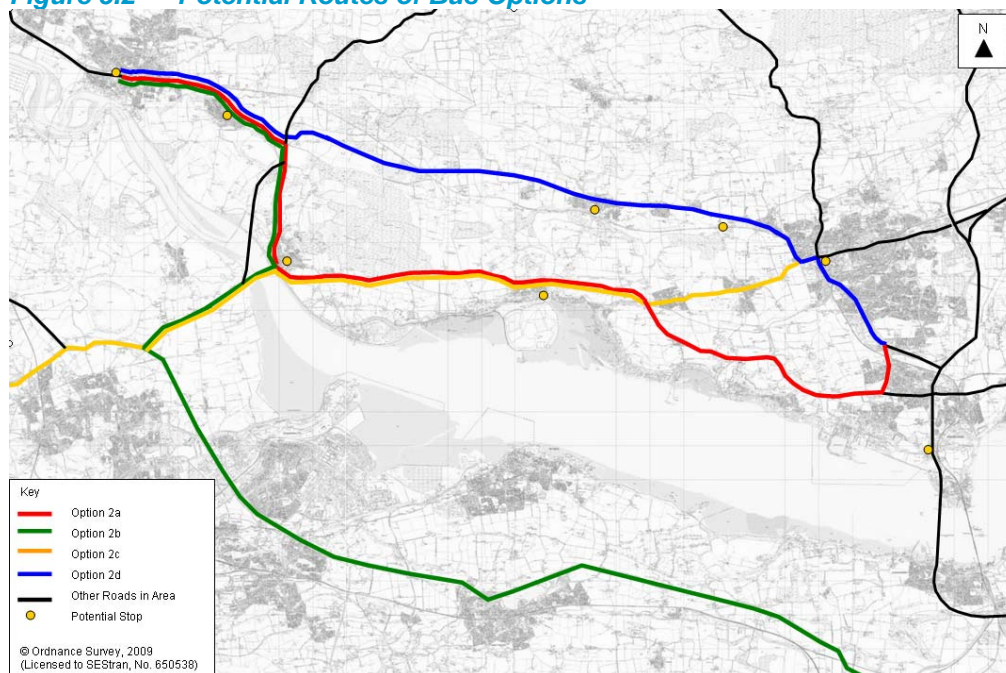 Figure 5.2 Potential Routes of Bus Options
N
Key
Option 2a
Option 2b
Option 2c
Option 2d
Other Roads in Area
Potential Stop
© Ordnance Survey, 2009
(Licensed to SEStran, No. 650538)